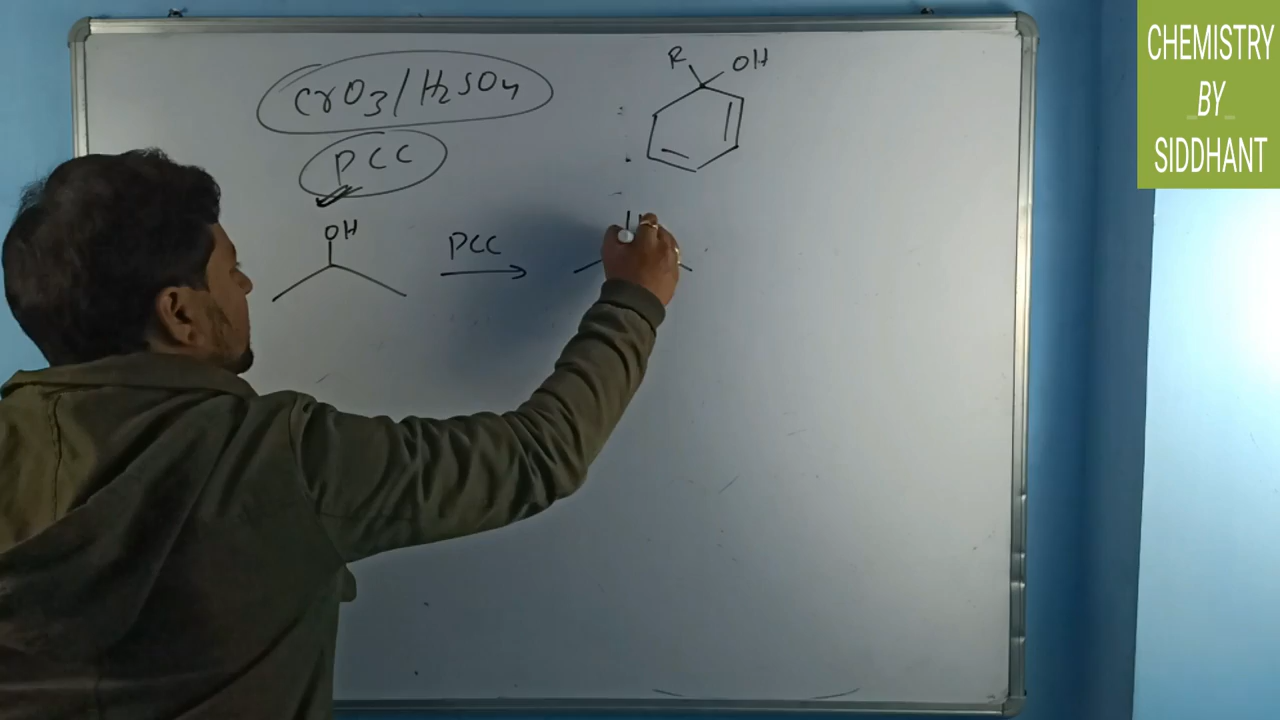 CrO3/H2SO4
PCC
R OH
OH
PCC
CHEMISTRY
BY
SIDDHANT